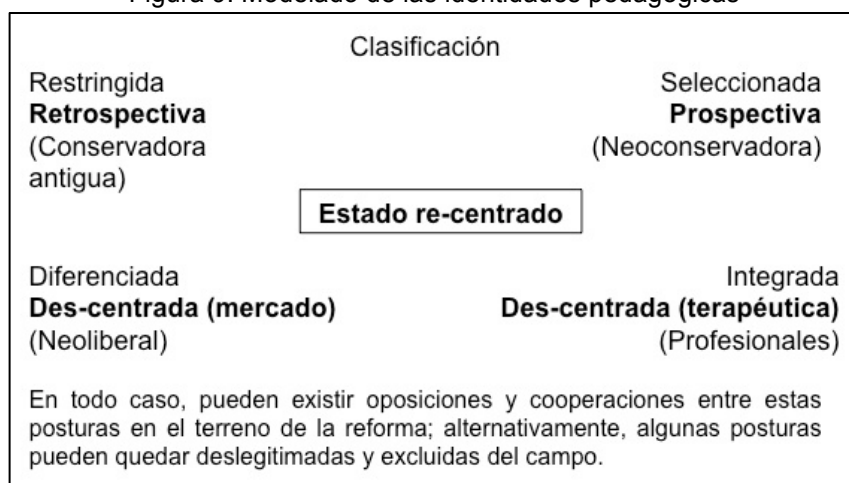 Clasificación
Restringida Seleccionada
Retrospectiva Prospectiva
(Conservadora (Neoconservadora)
antigua)
Estado re-centrado
Diferenciada Integrada
Des-centrada (mercado) Des-centrada (terapéutica)
(Neoliberal) (Profesionales)
En todo caso, pueden existir oposiciones y cooperaciones entre estas
posturas en el terreno de la reforma; alternativamente, algunas posturas
pueden quedar deslegitimadas y excluidas del campo.